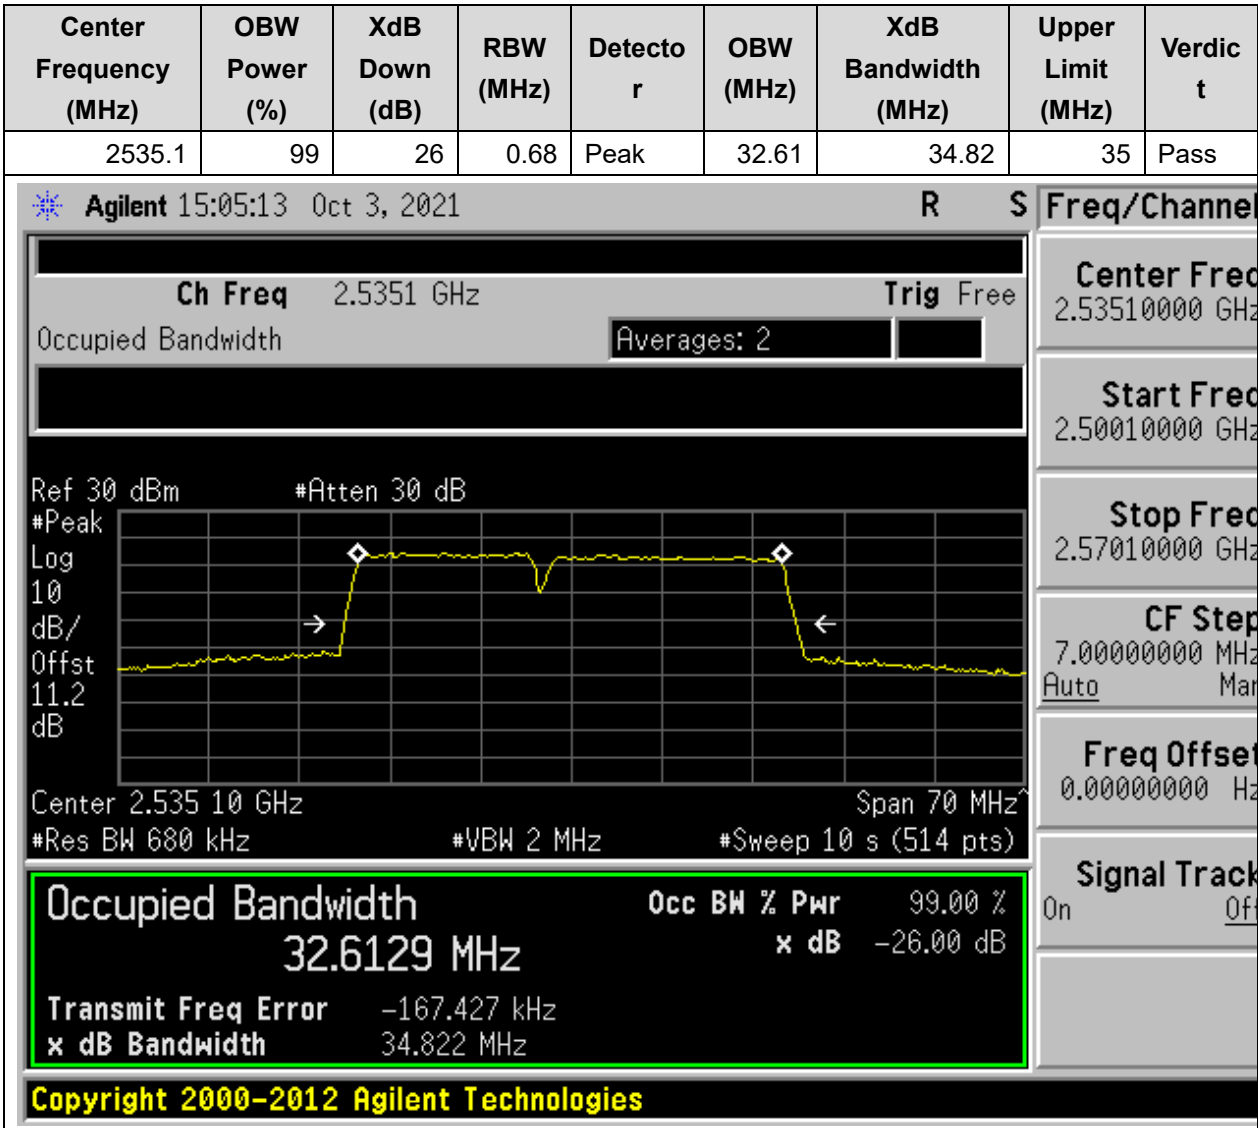 Center Frequency (MHz) OBW Power (%) XdB Down (dB) RBW (MHz) Detector OBW (MHz) XdB Bandwidth (MHz) Upper Limit (MHz) Verdict
2535.1 99 26 0.68 Peak 32.61 34.82 35 Pass
Agilent 15:05:13 Oct 3, 2021 R S Freq/Channel
Ch Freq 2.5351 GHz Trig Free
Occupied Bandwidth Averages: 2
Center Freq
2.53510000 GHz
Start Freq
2.50010000 GHz
Stop Freq
2.57010000 GHz
CF Step
7.00000000 MHz
Auto Man
Freq Offset
0.00000000 Hz
Signal Track
On Off
Ref 30 dBm #Atten 30 dB
#Peak
Log
10
dB/
Offst
11.2
dB
Center 2.535 10 GHz Span 70 MHz^
#Res BW 680 kHz #VBW 2 MHz #Sweep 10 s (514 pts)
Occupied Bandwidth Occ BW % Pwr 99.00 %
32.6129 MHz x dB -26.00 dB
Transmit Freq Error -167.427 kHz
x dB Bandwidth 34.822 MHz
Copyright 2000-2012 Agilent Technologies